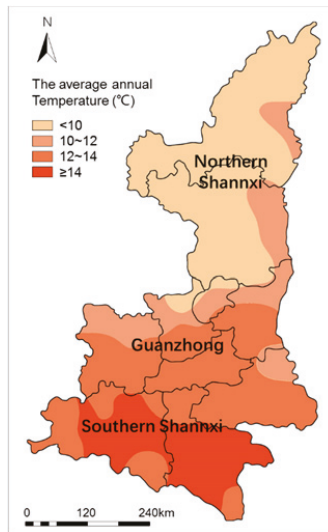 N
The average annual
Temperature (℃)
<10
10~12
12~14
≥14
Northern
Shannxi
Guanzhong
Southern Shannxi
0 120 240km